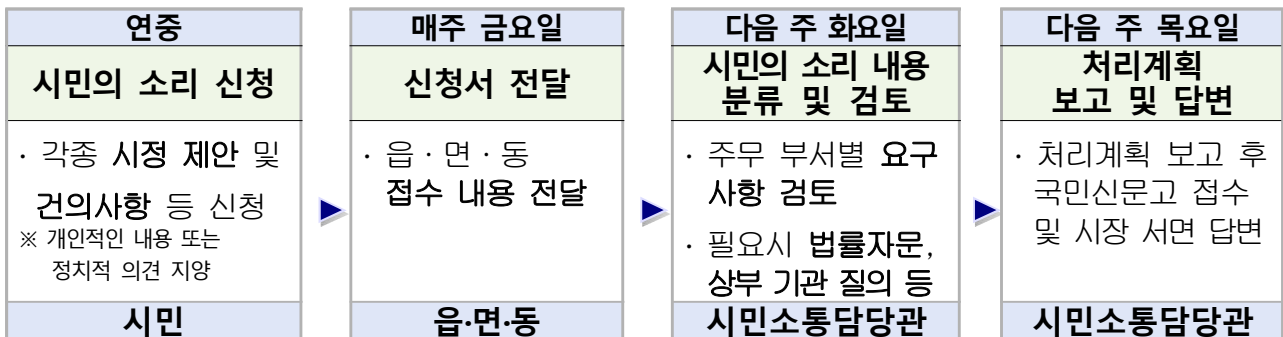 연중
시민의 소리 신청
· 각종 시정 제안 및
건의사항 등 신청
※ 개인적인 내용 또는
정치적 의견 지양
시민
매주 금요일
신청서 전달
· 읍·면·동
접수 내용 전달
읍·면·동
다음 주 화요일
시민의 소리 내용
분류 및 검토
· 주무 부서별 요구
사항 검토
· 필요시 법률자문,
상부 기관 질의 등
시민소통담당관
다음 주 목요일
처리계획
보고 및 답변
· 처리계획 보고 후
국민신문고 접수
및 시장 서면 답변
시민소통담당관